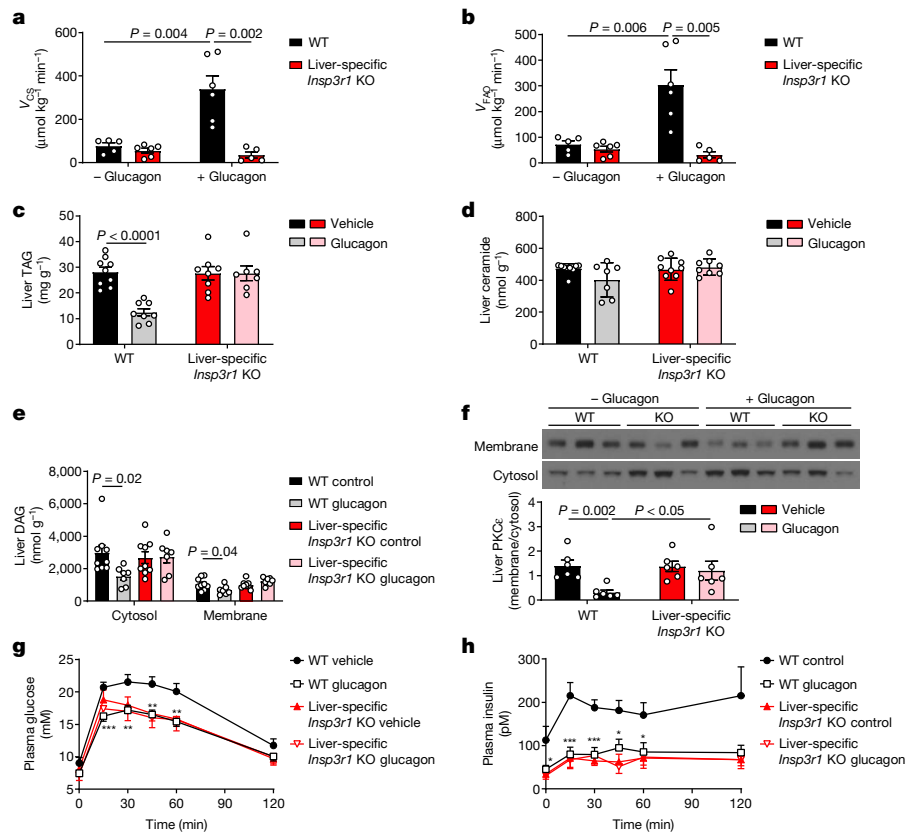 a
V_CS
(μmol kg⁻¹ min⁻¹)
600
400
200
0
P = 0.004
P = 0.002
– Glucagon
+ Glucagon
WT
Liver-specific
Insp3r1 KO
b
V_FAO
(μmol kg⁻¹ min⁻¹)
500
400
300
200
100
0
P = 0.006
P = 0.005
– Glucagon
+ Glucagon
WT
Liver-specific
Insp3r1 KO
c
Liver TAG
(mg g⁻¹)
50
40
30
20
10
0
P < 0.0001
WT
Liver-specific
Insp3r1 KO
Vehicle
Glucagon
d
Liver ceramide
(nmol g⁻¹)
800
600
400
200
0
WT
Liver-specific
Insp3r1 KO
Vehicle
Glucagon
e
Liver DAG
(nmol g⁻¹)
8,000
6,000
4,000
2,000
0
P = 0.02
P = 0.04
Cytosol
Membrane
WT control
WT glucagon
Liver-specific
Insp3r1 KO control
Liver-specific
Insp3r1 KO glucagon
f
– Glucagon
+ Glucagon
WT
KO
WT
KO
Membrane
Cytosol
Liver PKCε
(membrane/cytosol)
4
3
2
1
0
P = 0.002
P < 0.05
Vehicle
Glucagon
WT
Liver-specific
Insp3r1 KO
g
Plasma glucose
(mM)
25
20
15
10
5
***
**
**
**
0
30
60
90
120
Time (min)
WT vehicle
WT glucagon
Liver-specific
Insp3r1 KO vehicle
Liver-specific
Insp3r1 KO glucagon
h
Plasma insulin
(pM)
300
200
100
50
0
*
***
***
*
*
0
30
60
90
120
Time (min)
WT control
WT glucagon
Liver-specific
Insp3r1 KO control
Liver-specific
Insp3r1 KO glucagon